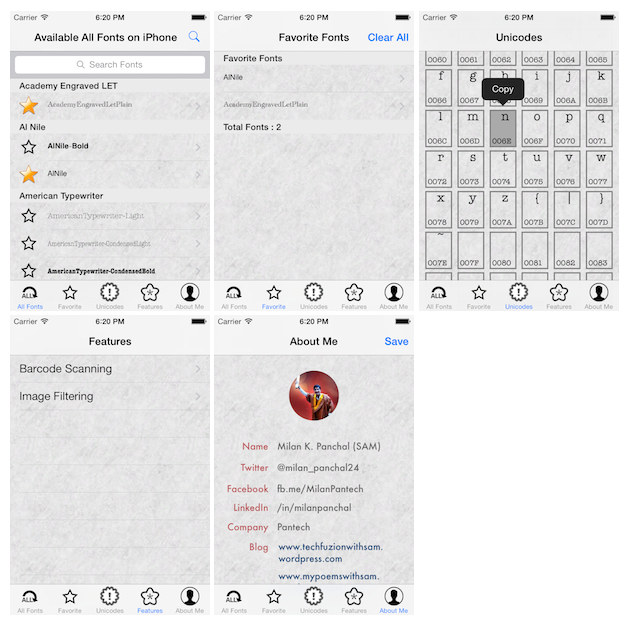 Carrier 6:20 PM
Available All Fonts on iPhone
Search Fonts
Academy Engraved LET
AcademyEngravedLetPlain
Al Nile
AlNile-Bold
AlNile
American Typewriter
AmericanTypewriter-Light
AmericanTypewriter-CondensedLight
AmericanTypewriter-CondensedBold
ALL
All Fonts Favorite Unicodes Features About Me
Carrier 6:20 PM
Favorite Fonts Clear All
Favorite Fonts
AlNile
AcademyEngravedLetPlain
Total Fonts : 2
ALL
All Fonts Favorite Unicodes Features About Me
Carrier 6:20 PM
Unicodes
0060 0061 0062 0063 0064 0065
f g h i j k
Copy
0066 0067 0069 006A 006B
l m n o p q
006C 006D 006E 006F 0070 0071
r s t u v w
0072 0073 0074 0075 0076 0077
x y z { | }
0078 0079 007A 007B 007C 007D
~
007E 007F 0080 0081 0082 0083
ALL
All Fonts Favorite Unicodes Features About Me
Carrier 6:20 PM
Features
Barcode Scanning
Image Filtering
ALL
All Fonts Favorite Unicodes Features About Me
Carrier 6:20 PM
About Me Save
Name Milan K. Panchal (SAM)
Twitter @milan_panchal24
Facebook fb.me/MilanPantech
LinkedIn /in/milanpanchal
Company Pantech
Blog www.techfuzionwithsam.
wordpress.com
www.mypoemswithsam.
ALL
All Fonts Favorite Unicodes Features About Me